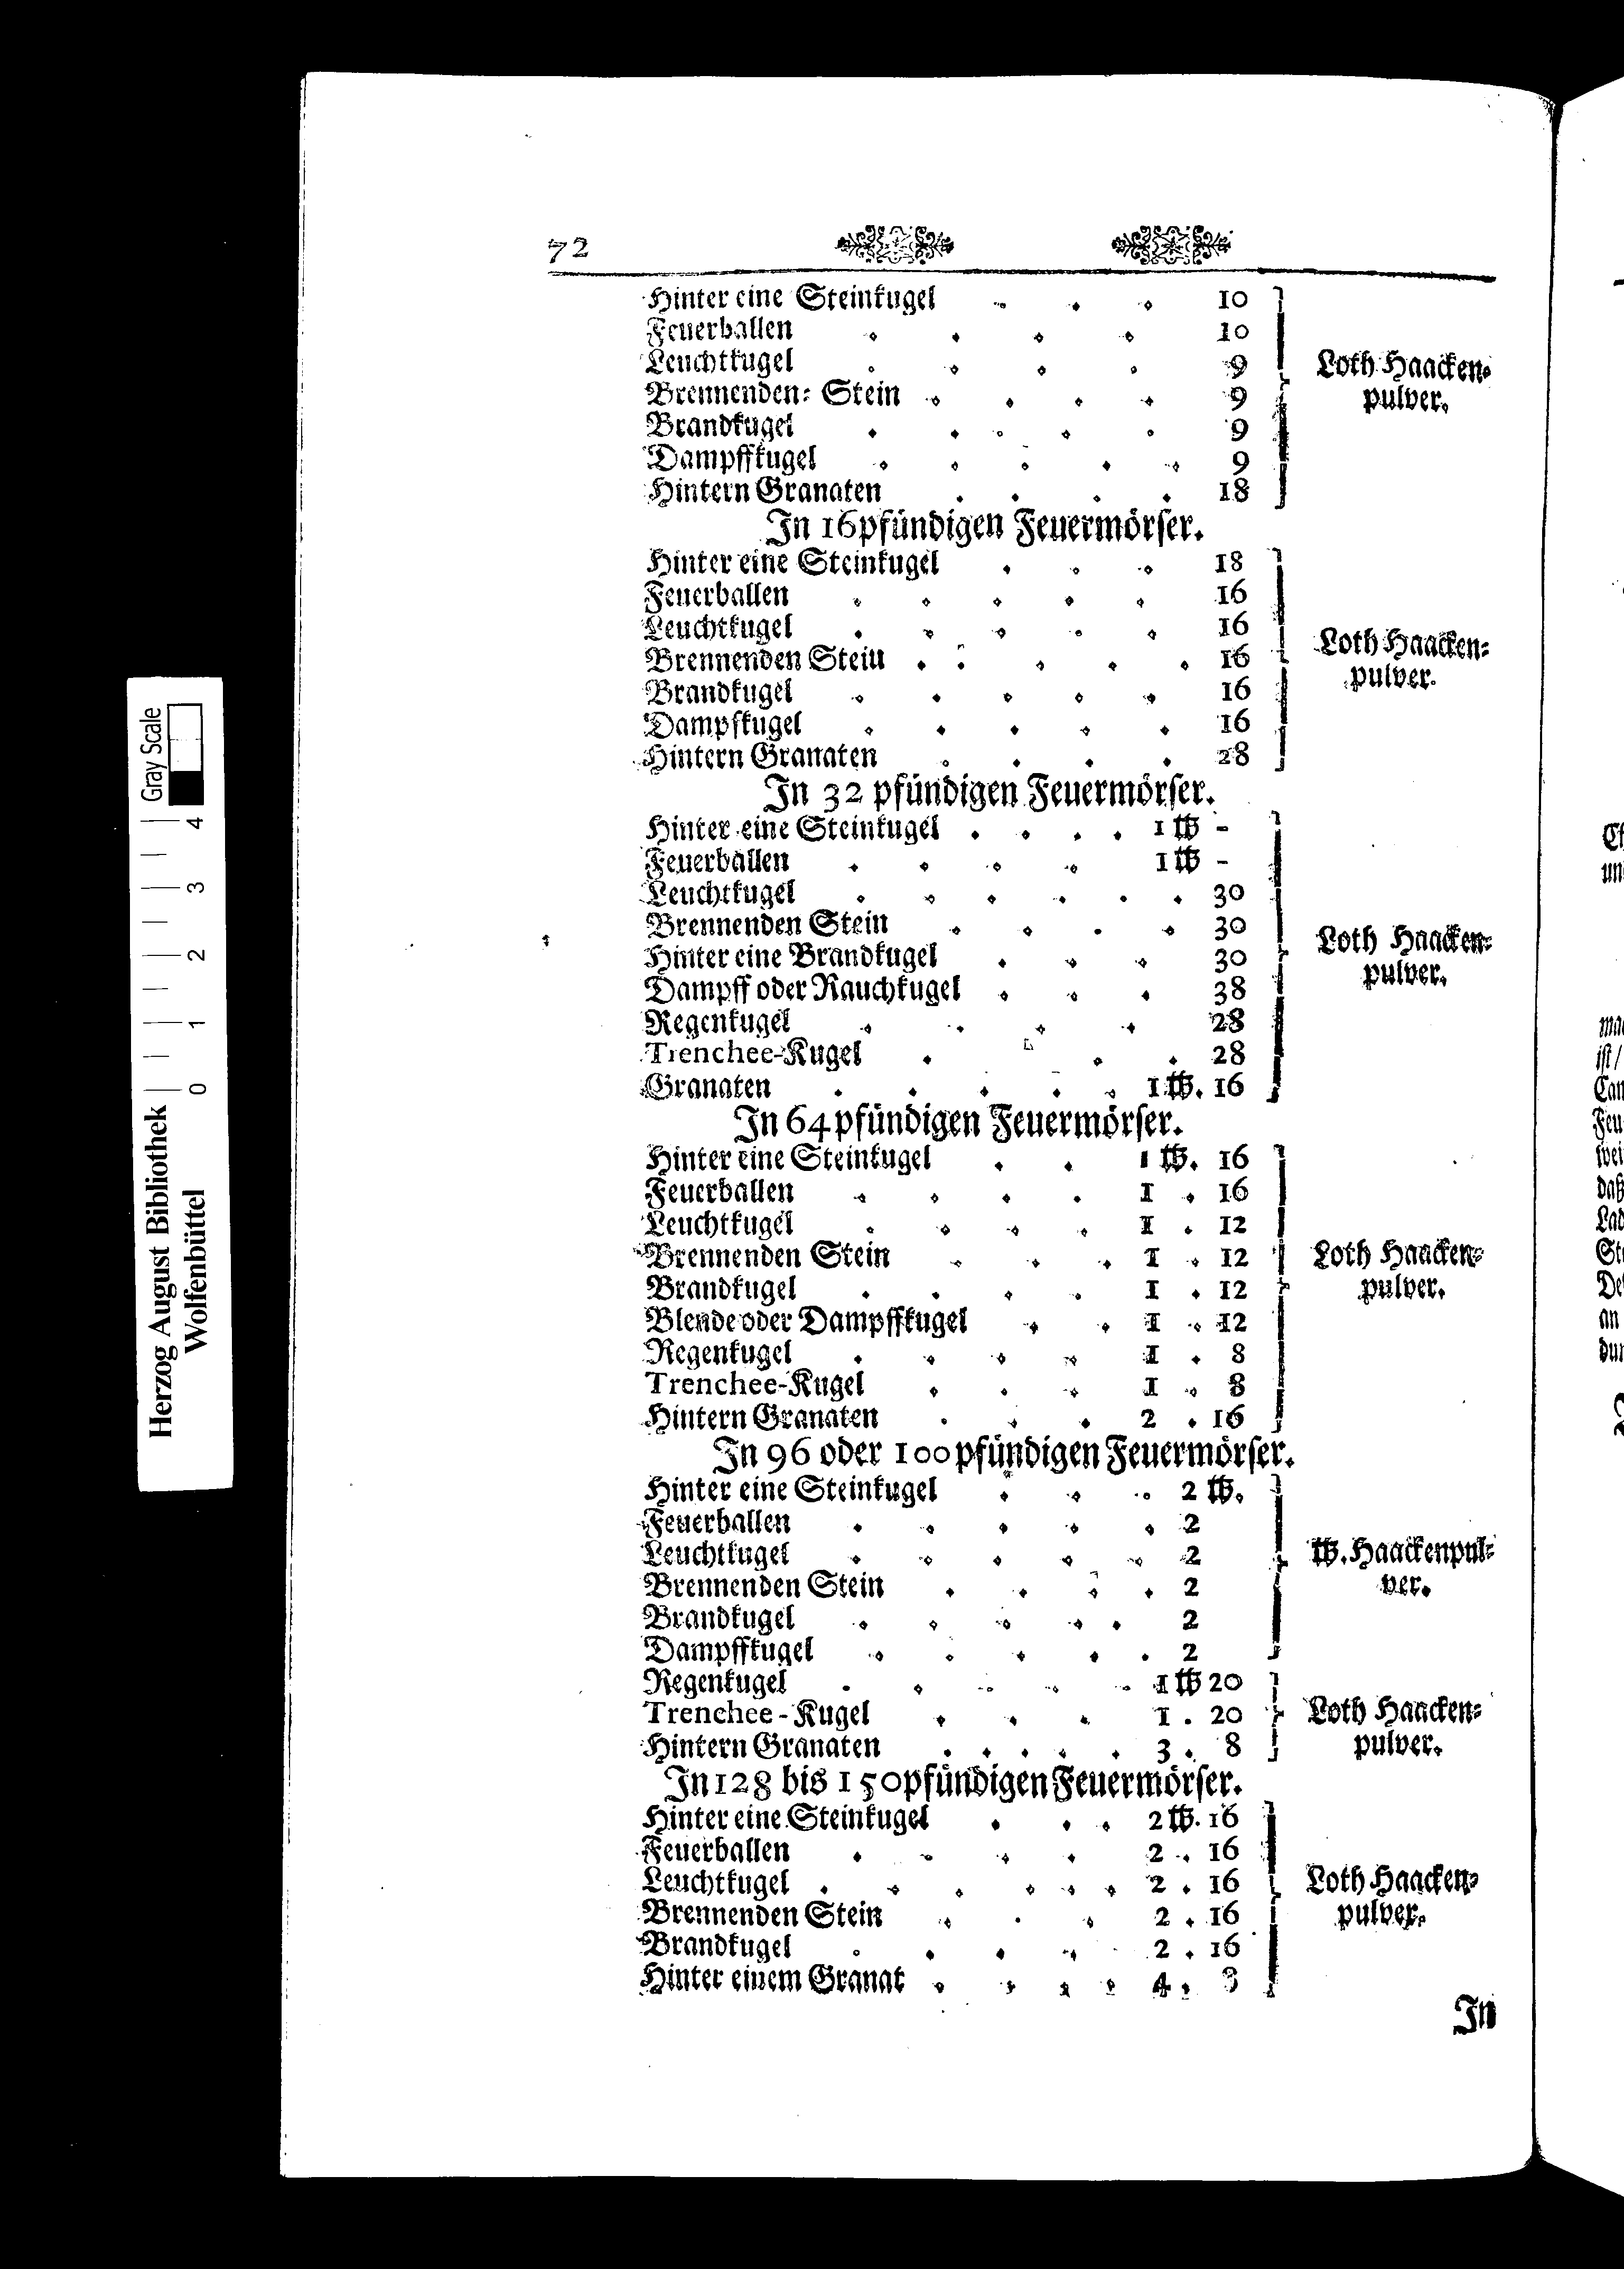 72
Hinter eine Steinkugel . . . 10
Feuerballen . . . . 10
Leuchtkugel . . . . 9
Brennenden: Stein . . . . 9
Brandkugel . . . . . 9
Dampffkugel . . . . . 9
Hintern Granaten . . . . 18
Loth Haacken-
pulver.
In 16pfündigen Feuermörser.
Hinter eine Steinkugel . . . 18
Feuerballen . . . . . 16
Leuchtkugel . . . . . 16
Brennenden Stein . . . . . 16
Brandkugel . . . . . 16
Dampfkugel . . . . . 16
Hintern Granaten . . . . 28
Loth Haacken-
pulver.
In 32 pfündigen Feuermörser.
Hinter eine Steinkugel . . . . 1 ℔ -
Feuerballen . . . . 1 ℔ -
Leuchtkugel . . . . . . 30
Brennenden Stein . . . . 30
Hinter eine Brandkugel . . . 30
Dampff oder Rauchkugel . . . 38
Regenkugel . . . . 28
Trenchee-Kugel . . . 28
Granaten . . . . . 1 ℔. 16
Loth Haacken-
pulver.
In 64pfündigen Feuermörser.
Hinter eine Steinkugel . . 1 ℔. 16
Feuerballen . . . . 1 . 16
Leuchtkugel . . . . 1 . 12
Brennenden Stein . . . 1 . 12
Brandkugel . . . . 1 . 12
Blende oder Dampffkugel . . 1 . 12
Regenkugel . . . . 1 . 8
Trenchee-Kugel . . . 1 . 8
Hintern Granaten . . . 2 . 16
Loth Haacken-
pulver.
In 96 oder 100pfündigen Feuermörser.
Hinter eine Steinkugel . . . 2 ℔.
Feuerballen . . . . . 2
Leuchtkugel . . . . . 2
Brennenden Stein . . . . 2
Brandkugel . . . . . 2
Dampffkugel . . . . . 2
℔. Haackenpul-
ver.
Regenkugel . . . . . 1 ℔ 20
Trenchee-Kugel . . . 1 . 20
Hintern Granaten . . . . . 3 . 8
Loth Haacken-
pulver.
In 128 bis 150pfündigen Feuermörser.
Hinter eine Steinkugel . . . 2 ℔. 16
Feuerballen . . . . 2 . 16
Leuchtkugel . . . . . . 2 . 16
Brennenden Stein . . . 2 . 16
Brandkugel . . . . 2 . 16
Hinter einem Granat . . . . 4 . 8
Loth Haacken-
pulver.
In
Herzog August Bibliothek
Wolfenbüttel
0 1 2 3 4
Gray Scale